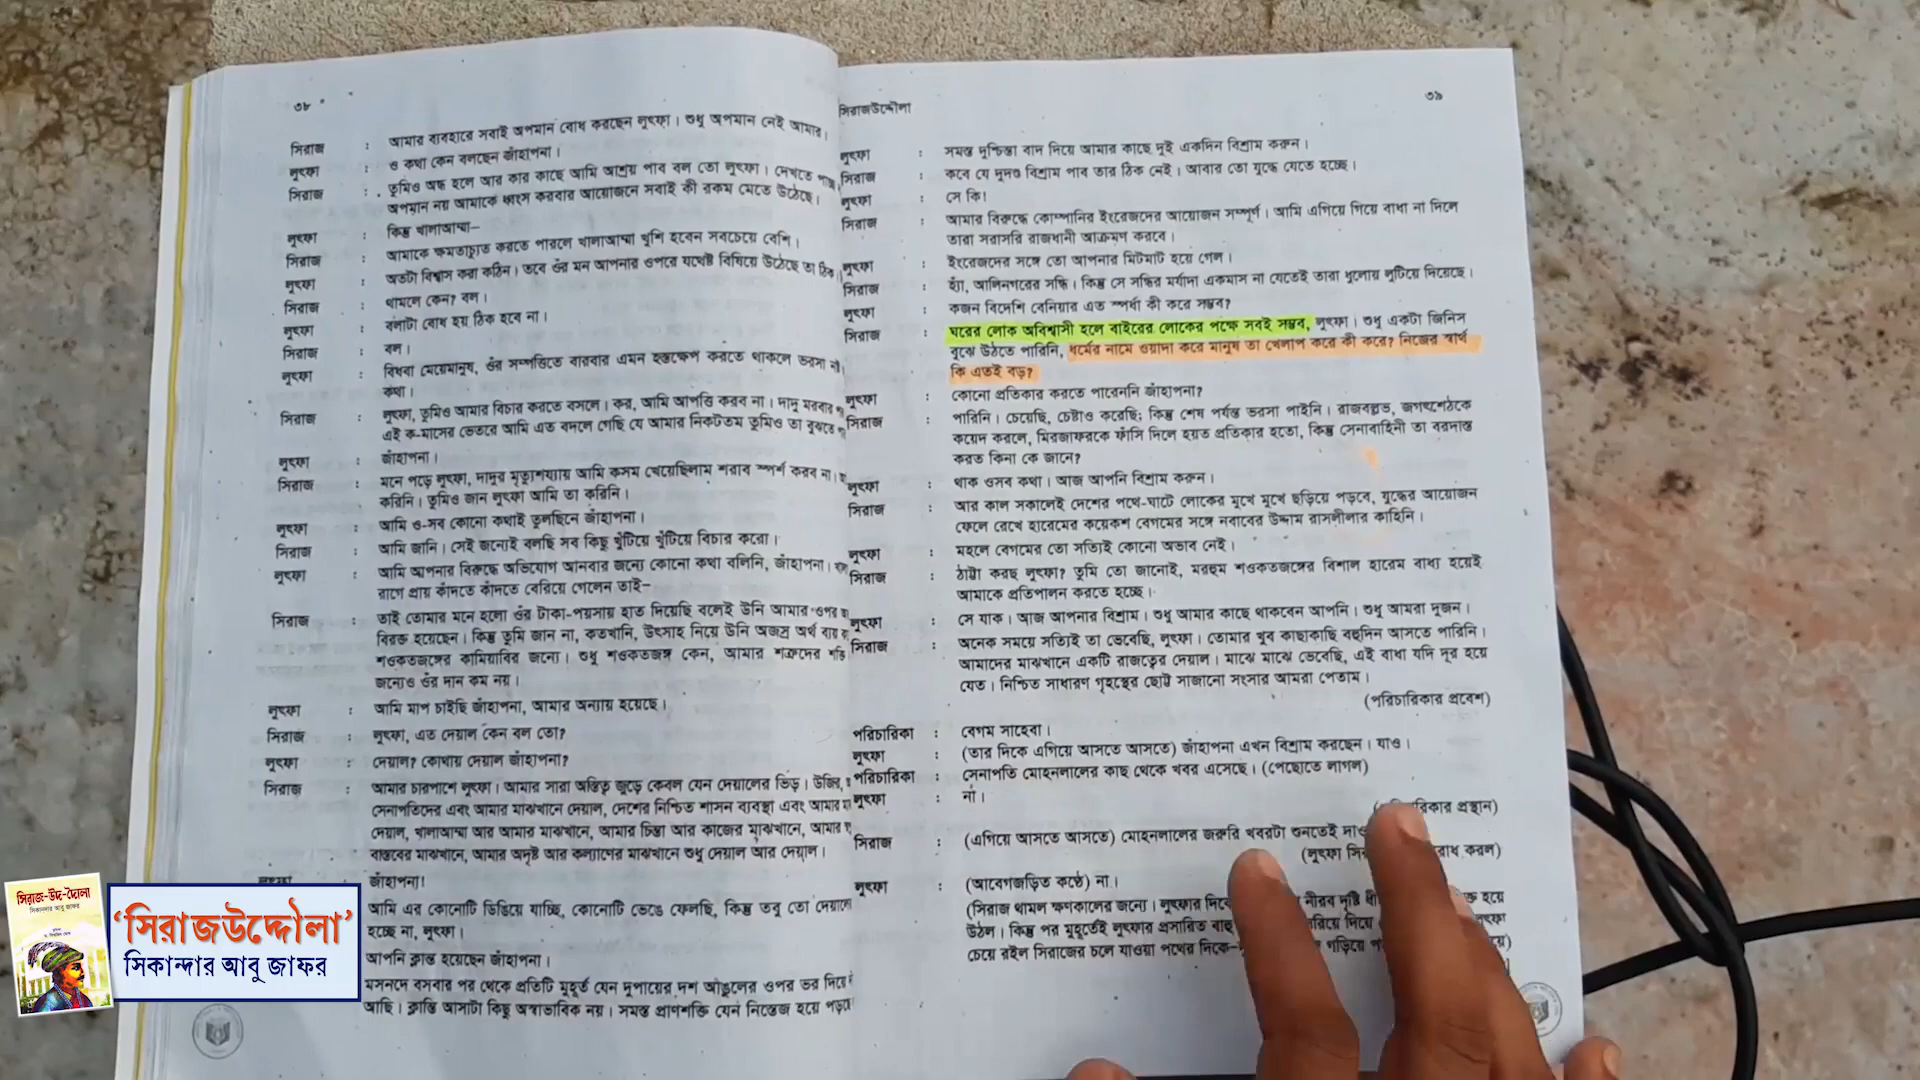 ৩৮
সিরাজ : আমার ব্যবহারে সবাই অপমান বোধ করছেন লুৎফা। শুধু অপমান নেই আমার।
লুৎফা : ও কথা কেন বলছেন জাঁহাপনা।
সিরাজ : তুমিও অন্ধ হলে আর কার কাছে আমি আশ্রয় পাব বল তো লুৎফা। দেখতে
অপমান নয় আমাকে ধ্বংস করবার আয়োজনে সবাই কী রকম মেতে উঠেছে।
লুৎফা : কিন্তু খালাআম্মা—
সিরাজ : আমাকে ক্ষমতাচ্যুত করতে পারলে খালাআম্মা খুশি হবেন সবচেয়ে বেশি।
লুৎফা : অতটা বিশ্বাস করা কঠিন। তবে ওঁর মন আপনার ওপরে যথেষ্ট বিষিয়ে উঠেছে তা ঠিক
সিরাজ : থামলে কেন? বল।
লুৎফা : বলাটা বোধ হয় ঠিক হবে না।
সিরাজ : বল।
লুৎফা : বিধবা মেয়েমানুষ, ওঁর সম্পত্তিতে বারবার এমন হস্তক্ষেপ করতে থাকলে ভরসা
কথা।
সিরাজ : লুৎফা, তুমিও আমার বিচার করতে বসলে। কর, আমি আপত্তি করব না। দাদু মরবার
এই ক-মাসের ভেতরে আমি এত বদলে গেছি যে আমার নিকটতম তুমিও তা বুঝতে
লুৎফা : জাঁহাপনা।
সিরাজ : মনে পড়ে লুৎফা, দাদুর মৃত্যুশয্যায় আমি কসম খেয়েছিলাম শরাব স্পর্শ করব না।
করিনি। তুমিও জান লুৎফা আমি তা করিনি।
লুৎফা : আমি ও-সব কোনো কথাই তুলছিনে জাঁহাপনা।
সিরাজ : আমি জানি। সেই জন্যেই বলছি সব কিছু খুঁটিয়ে খুঁটিয়ে বিচার করো।
লুৎফা : আমি আপনার বিরুদ্ধে অভিযোগ আনবার জন্যে কোনো কথা বলিনি, জাঁহাপনা।
রাগে প্রায় কাঁদতে কাঁদতে বেরিয়ে গেলেন তাই—
সিরাজ : তাই তোমার মনে হলো ওঁর টাকা-পয়সায় হাত দিয়েছি বলেই উনি আমার ওপর
বিরক্ত হয়েছেন। কিন্তু তুমি জান না, কতখানি, উৎসাহ নিয়ে উনি অজস্র অর্থ ব্যয়
শওকতজঙ্গের কামিয়াবির জন্যে। শুধু শওকতজঙ্গ কেন, আমার শত্রুদের শক্তি
জন্যেও ওঁর দান কম নয়।
লুৎফা : আমি মাপ চাইছি জাঁহাপনা, আমার অন্যায় হয়েছে।
সিরাজ : লুৎফা, এত দেয়াল কেন বল তো?
লুৎফা : দেয়াল? কোথায় দেয়াল জাঁহাপনা?
সিরাজ : আমার চারপাশে লুৎফা। আমার সারা অস্তিত্ব জুড়ে কেবল যেন দেয়ালের ভিড়। উজির,
সেনাপতিদের এবং আমার মাঝখানে দেয়াল, দেশের নিশ্চিত শাসন ব্যবস্থা এবং আমার
দেয়াল, খালাআম্মা আর আমার মাঝখানে, আমার চিন্তা আর কাজের মাঝখানে, আমার
বাস্তবের মাঝখানে, আমার অদৃষ্ট আর কল্যাণের মাঝখানে শুধু দেয়াল আর দেয়াল।
লুৎফা জাঁহাপনা!
আমি এর কোনোটি ডিঙিয়ে যাচ্ছি, কোনোটি ভেঙে ফেলছি, কিন্তু তবু তো দেয়ালের
হচ্ছে না, লুৎফা।
আপনি ক্লান্ত হয়েছেন জাঁহাপনা।
মসনদে বসবার পর থেকে প্রতিটি মুহূর্ত যেন দুপায়ের দশ আঙুলের ওপর ভর দিয়ে
আছি। ক্লান্তি আসাটা কিছু অস্বাভাবিক নয়। সমস্ত প্রাণশক্তি যেন নিস্তেজ হয়ে
সিরাজউদ্দৌলা
৩৯
লুৎফা : সমস্ত দুশ্চিন্তা বাদ দিয়ে আমার কাছে দুই একদিন বিশ্রাম করুন।
সিরাজ : কবে যে দুদণ্ড বিশ্রাম পাব তার ঠিক নেই। আবার তো যুদ্ধে যেতে হচ্ছে।
লুৎফা : সে কি!
সিরাজ : আমার বিরুদ্ধে কোম্পানির ইংরেজদের আয়োজন সম্পূর্ণ। আমি এগিয়ে গিয়ে বাধা না দিলে
তারা সরাসরি রাজধানী আক্রমণ করবে।
লুৎফা : ইংরেজদের সঙ্গে তো আপনার মিটমাট হয়ে গেল।
সিরাজ : হ্যাঁ, আলিনগরের সন্ধি। কিন্তু সে সন্ধির মর্যাদা একমাস না যেতেই তারা ধুলোয় লুটিয়ে দিয়েছে।
লুৎফা : কজন বিদেশি বেনিয়ার এত স্পর্ধা কী করে সম্ভব?
সিরাজ : ঘরের লোক অবিশ্বাসী হলে বাইরের লোকের পক্ষে সবই সম্ভব, লুৎফা। শুধু একটা জিনিস
বুঝে উঠতে পারিনি, ধর্মের নামে ওয়াদা করে মানুষ তা খেলাপ করে কী করে? নিজের স্বার্থ
কি এতই বড়?
লুৎফা : কোনো প্রতিকার করতে পারেননি জাঁহাপনা?
সিরাজ : পারিনি। চেয়েছি, চেষ্টাও করেছি; কিন্তু শেষ পর্যন্ত ভরসা পাইনি। রাজবল্লভ, জগৎশেঠকে
কয়েদ করলে, মিরজাফরকে ফাঁসি দিলে হয়ত প্রতিকার হতো, কিন্তু সেনাবাহিনী তা বরদাস্ত
করত কিনা কে জানে?
লুৎফা : থাক ওসব কথা। আজ আপনি বিশ্রাম করুন।
সিরাজ : আর কাল সকালেই দেশের পথে-ঘাটে লোকের মুখে মুখে ছড়িয়ে পড়বে, যুদ্ধের আয়োজন
ফেলে রেখে হারেমের কয়েকশ বেগমের সঙ্গে নবাবের উদ্দাম রাসলীলার কাহিনি।
লুৎফা : মহলে বেগমের তো সত্যিই কোনো অভাব নেই।
সিরাজ : ঠাট্টা করছ লুৎফা? তুমি তো জানোই, মরহুম শওকতজঙ্গের বিশাল হারেম বাধ্য হয়েই
আমাকে প্রতিপালন করতে হচ্ছে।
লুৎফা : সে যাক। আজ আপনার বিশ্রাম। শুধু আমার কাছে থাকবেন আপনি। শুধু আমরা দুজন।
সিরাজ : অনেক সময়ে সত্যিই তা ভেবেছি, লুৎফা। তোমার খুব কাছাকাছি বহুদিন আসতে পারিনি।
আমাদের মাঝখানে একটি রাজত্বের দেয়াল। মাঝে মাঝে ভেবেছি, এই বাধা যদি দূর হয়ে
যেত। নিশ্চিত সাধারণ গৃহস্থের ছোট্ট সাজানো সংসার আমরা পেতাম।
(পরিচারিকার প্রবেশ)
পরিচারিকা : বেগম সাহেবা।
লুৎফা : (তার দিকে এগিয়ে আসতে আসতে) জাঁহাপনা এখন বিশ্রাম করছেন। যাও।
পরিচারিকা : সেনাপতি মোহনলালের কাছ থেকে খবর এসেছে। (পেছোতে লাগল)
লুৎফা : না।
প্রস্থান)
সিরাজ : (এগিয়ে আসতে আসতে) মোহনলালের জরুরি খবরটা শুনতেই
(লুৎফা করল)
লুৎফা : (আবেগজড়িত কণ্ঠে) না।
(সিরাজ থামল ক্ষণকালের জন্যে। লুৎফার নীরব দৃষ্টি হয়ে
উঠল। কিন্তু পর মুহূর্তেই লুৎফার প্রসারিত বাহু দিয়ে
চেয়ে রইল সিরাজের চলে যাওয়া পথের দিকে— গড়িয়ে
সিরাজ-উদ-দৌলা
সিকান্দার আবু জাফর
‘সিরাজউদ্দৌলা’
সিকান্দার আবু জাফর